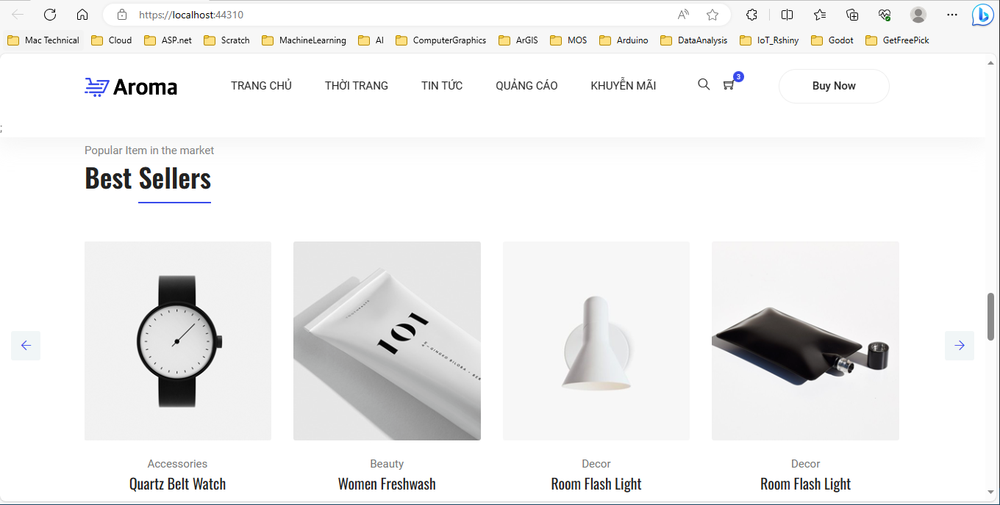 https://localhost:44310
Mac Technical Cloud ASP.net Scratch MachineLearning AI ComputerGraphics ArGIS MOS Arduino DataAnalysis IoT_Rshiny Godot GetFreePick
Aroma TRANG CHỦ THỜI TRANG TIN TỨC QUẢNG CÁO KHUYỄN MÃI 3 Buy Now
;
Popular Item in the market
Best Sellers
101
Accessories Beauty Decor Decor
Quartz Belt Watch Women Freshwash Room Flash Light Room Flash Light